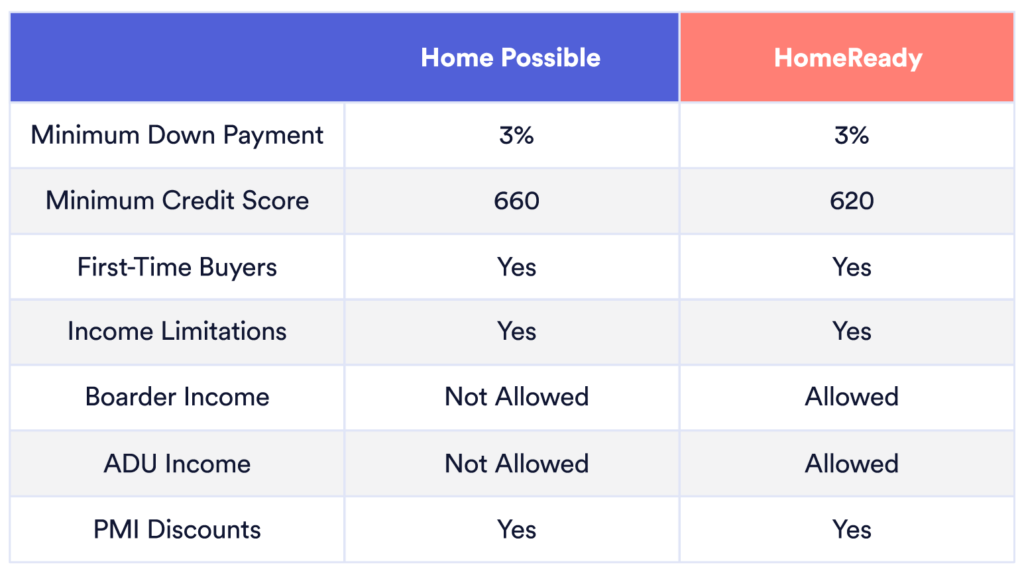 Home Possible HomeReady
Minimum Down Payment 3% 3%
Minimum Credit Score 660 620
First-Time Buyers Yes Yes
Income Limitations Yes Yes
Boarder Income Not Allowed Allowed
ADU Income Not Allowed Allowed
PMI Discounts Yes Yes